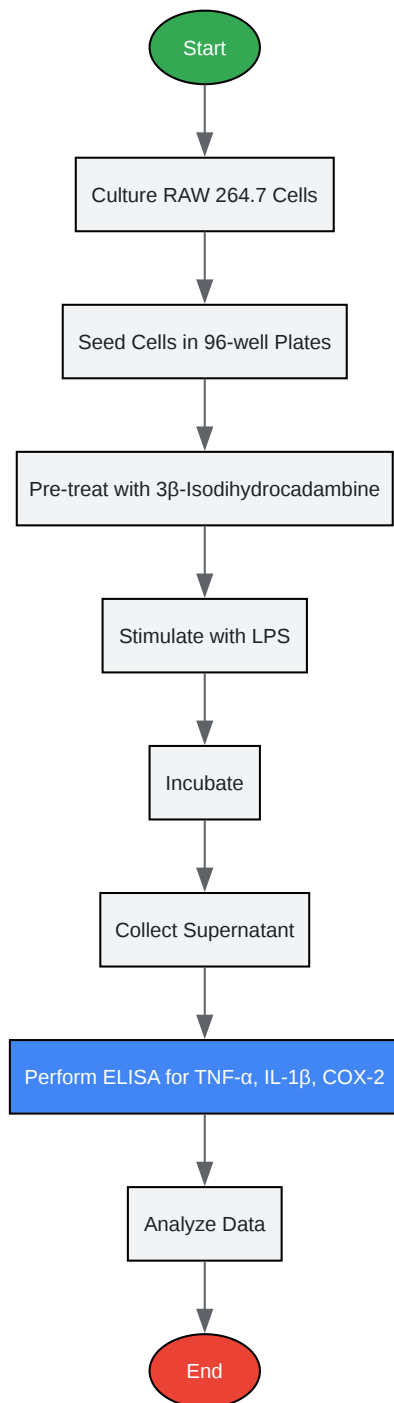 Start
Culture RAW 264.7 Cells
Seed Cells in 96-well Plates
Pre-treat with 3β-Isodihydrocadambine
Stimulate with LPS
Incubate
Collect Supernatant
Perform ELISA for TNF-α, IL-1β, COX-2
Analyze Data
End